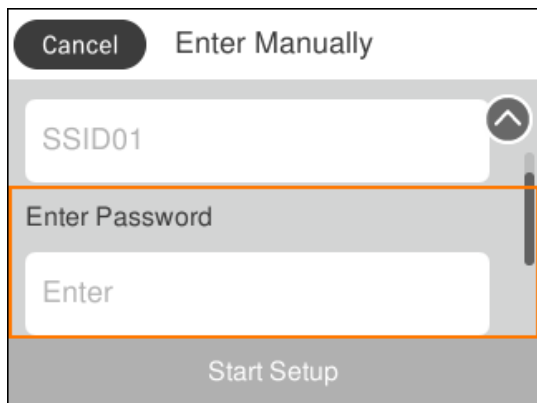 Cancel Enter Manually
SSID01
Enter Password
Enter
Start Setup